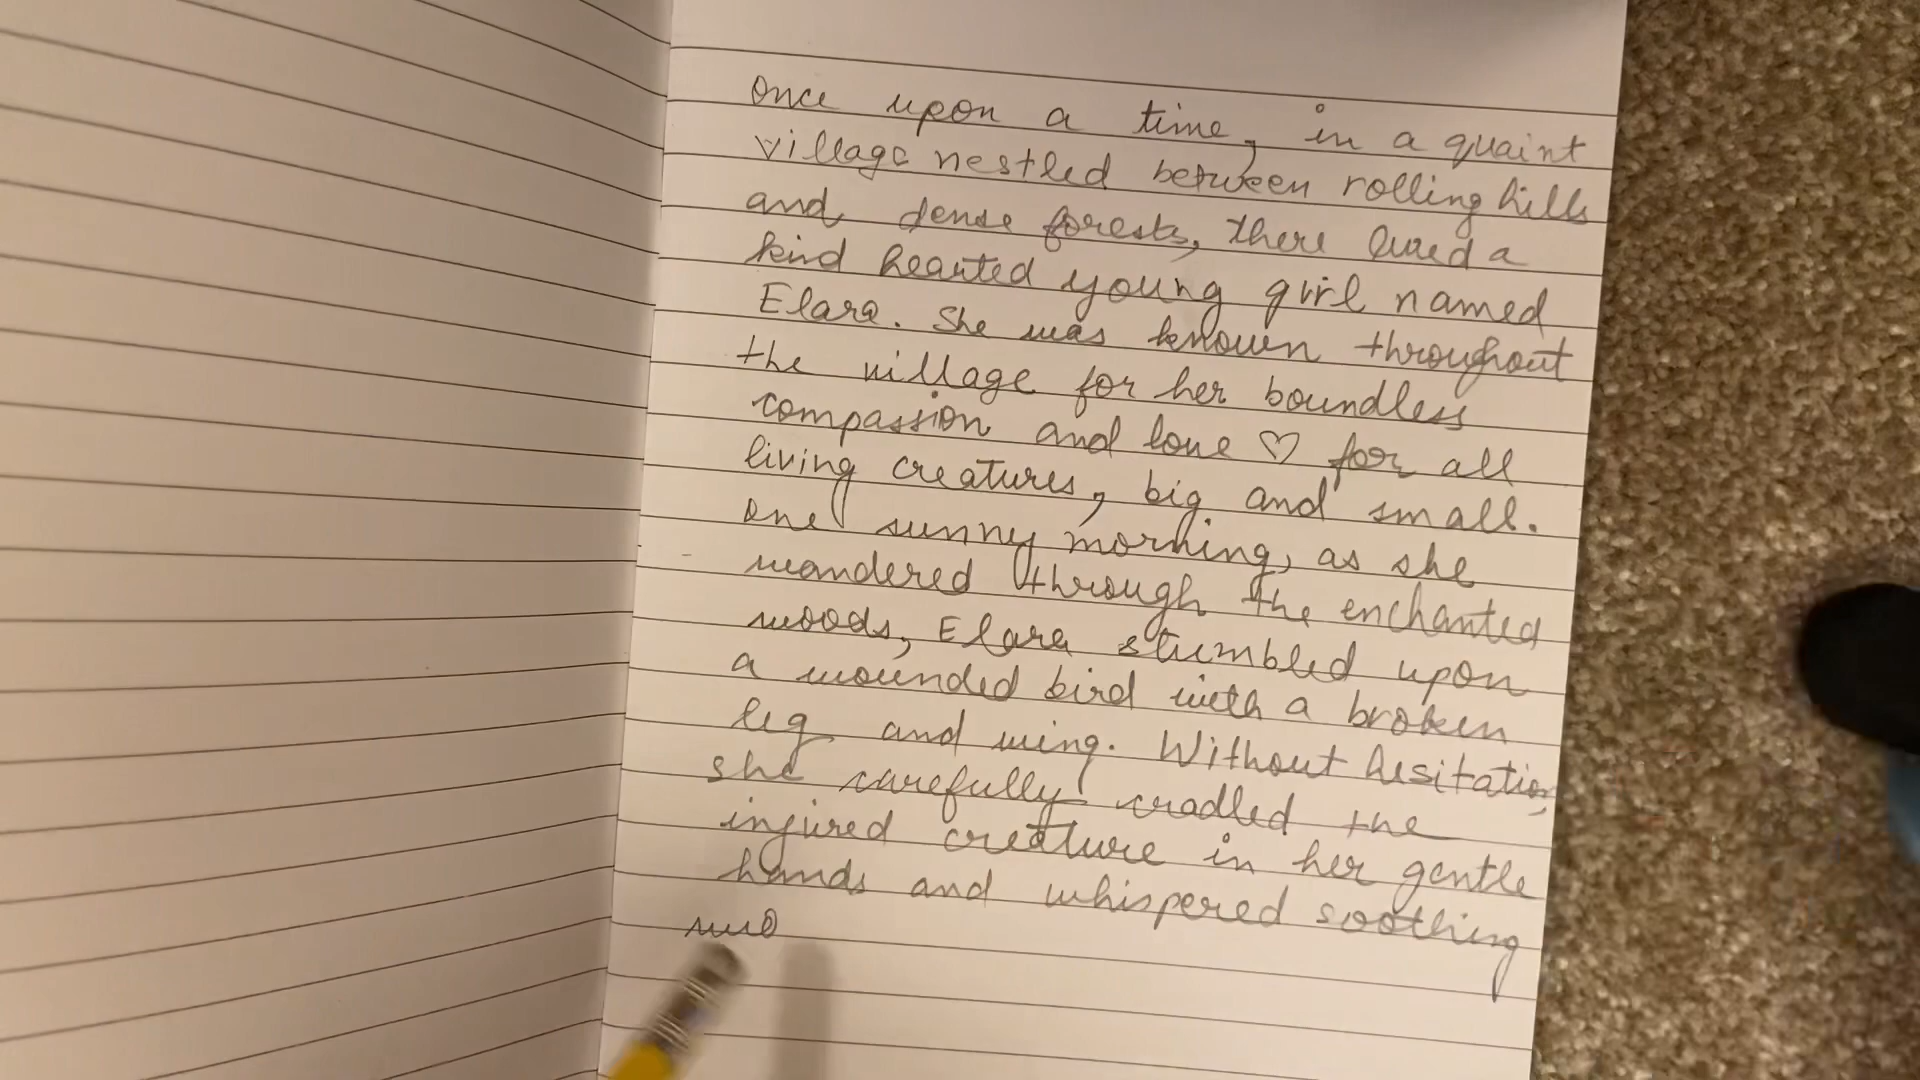 once upon a time, in a quaint
village nestled between rolling hills
and dense forests, there lived a
kind hearted young girl named
Elara. She was known throughout
the village for her boundless
compassion and love ♡ for all
living creatures, big and small.
one sunny morning, as she
wandered through the enchanted
woods, Elara stumbled upon
a wounded bird with a broken
leg and wing. Without hesitation,
she carefully cradled the
injured creature in her gentle
hands and whispered soothing